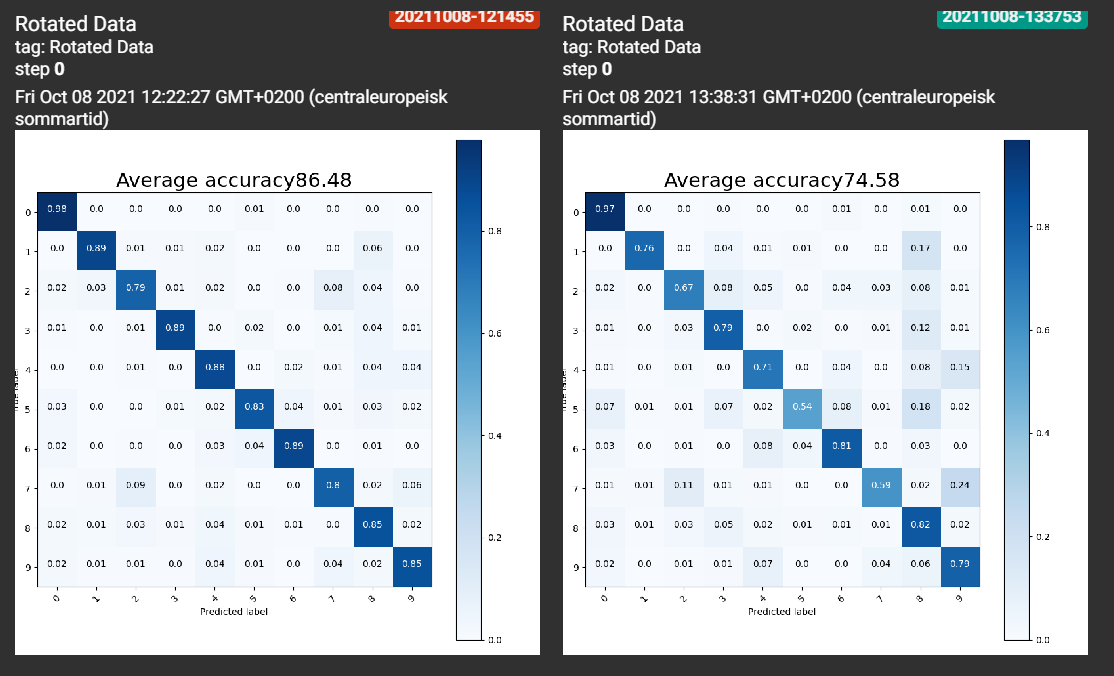 Rotated Data
20211008-121455
tag: Rotated Data
step 0
Fri Oct 08 2021 12:22:27 GMT+0200 (centraleuropeisk
sommartid)
Average accuracy86.48
0 0.98 0.0 0.0 0.0 0.0 0.01 0.0 0.0 0.0 0.0
1 0.0 0.89 0.01 0.01 0.02 0.0 0.0 0.0 0.06 0.0
2 0.02 0.03 0.79 0.01 0.02 0.0 0.0 0.08 0.04 0.0
3 0.01 0.0 0.01 0.89 0.0 0.02 0.0 0.01 0.04 0.01
4 0.0 0.0 0.01 0.0 0.88 0.0 0.02 0.01 0.04 0.04
5 0.03 0.0 0.0 0.01 0.02 0.83 0.04 0.01 0.03 0.02
6 0.02 0.0 0.0 0.0 0.03 0.04 0.89 0.0 0.01 0.0
7 0.0 0.01 0.09 0.0 0.02 0.0 0.0 0.8 0.02 0.06
8 0.02 0.01 0.03 0.01 0.04 0.01 0.01 0.0 0.85 0.02
9 0.02 0.01 0.01 0.0 0.04 0.01 0.0 0.04 0.02 0.85
0 1 2 3 4 5 6 7 8 9
Predicted label
0.8
0.6
0.4
0.2
0.0
Rotated Data
20211008-133753
tag: Rotated Data
step 0
Fri Oct 08 2021 13:38:31 GMT+0200 (centraleuropeisk
sommartid)
Average accuracy74.58
0 0.97 0.0 0.0 0.0 0.0 0.0 0.01 0.0 0.01 0.0
1 0.0 0.76 0.0 0.04 0.01 0.01 0.0 0.0 0.17 0.0
2 0.02 0.0 0.67 0.08 0.05 0.0 0.04 0.03 0.08 0.01
3 0.01 0.0 0.03 0.79 0.0 0.02 0.0 0.01 0.12 0.01
4 0.01 0.0 0.01 0.0 0.71 0.0 0.04 0.0 0.08 0.15
5 0.07 0.01 0.01 0.07 0.02 0.54 0.08 0.01 0.18 0.02
6 0.03 0.0 0.01 0.0 0.08 0.04 0.81 0.0 0.03 0.0
7 0.01 0.01 0.11 0.01 0.01 0.0 0.0 0.59 0.02 0.24
8 0.03 0.01 0.03 0.05 0.02 0.01 0.01 0.01 0.82 0.02
9 0.02 0.0 0.01 0.01 0.07 0.0 0.0 0.04 0.06 0.79
0 1 2 3 4 5 6 7 8 9
Predicted label
0.8
0.6
0.4
0.2
0.0